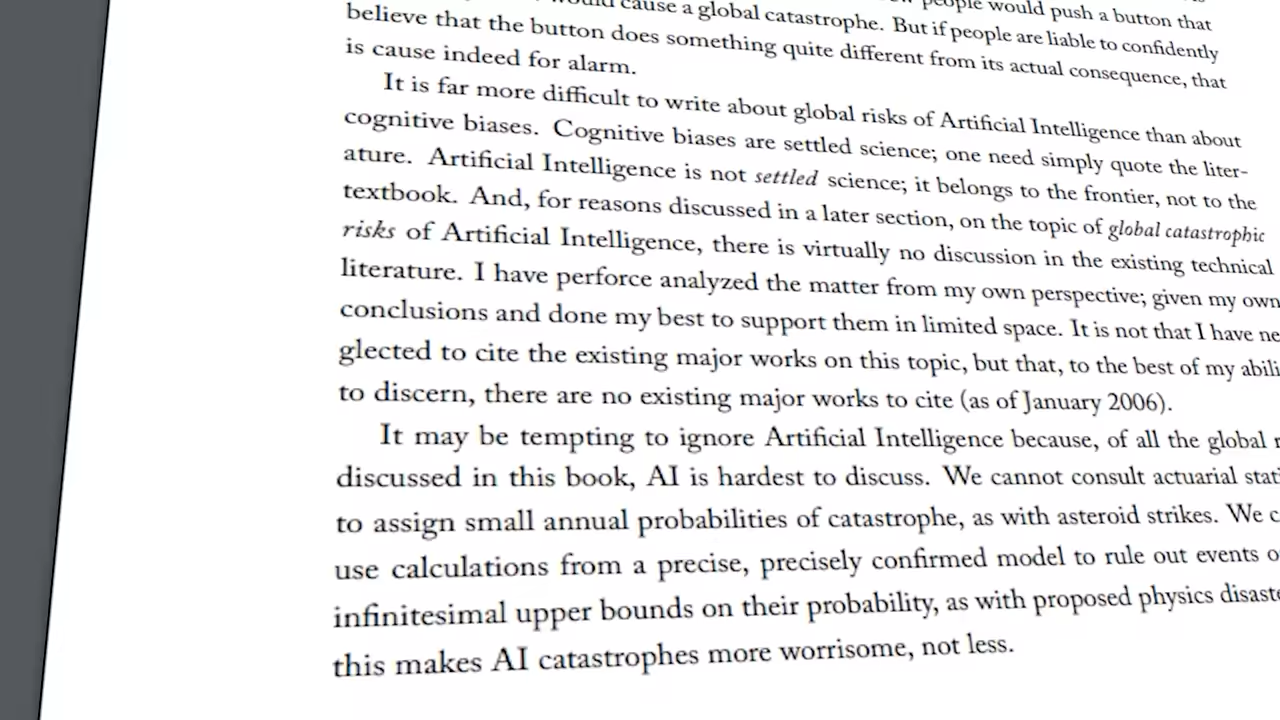 cause a global catastrophe. But if people are liable to confidently
people would push a button that
believe that the button does something quite different from its actual consequence, that
is cause indeed for alarm.
It is far more difficult to write about global risks of Artificial Intelligence than about
cognitive biases. Cognitive biases are settled science; one need simply quote the liter-
ature. Artificial Intelligence is not settled science; it belongs to the frontier, not to the
textbook. And, for reasons discussed in a later section, on the topic of global catastrophic
risks of Artificial Intelligence, there is virtually no discussion in the existing technical
literature. I have perforce analyzed the matter from my own perspective; given my own
conclusions and done my best to support them in limited space. It is not that I have ne
glected to cite the existing major works on this topic, but that, to the best of my abili
to discern, there are no existing major works to cite (as of January 2006).
It may be tempting to ignore Artificial Intelligence because, of all the global r
discussed in this book, AI is hardest to discuss. We cannot consult actuarial stati
to assign small annual probabilities of catastrophe, as with asteroid strikes. We c
use calculations from a precise, precisely confirmed model to rule out events o
infinitesimal upper bounds on their probability, as with proposed physics disaste
this makes AI catastrophes more worrisome, not less.